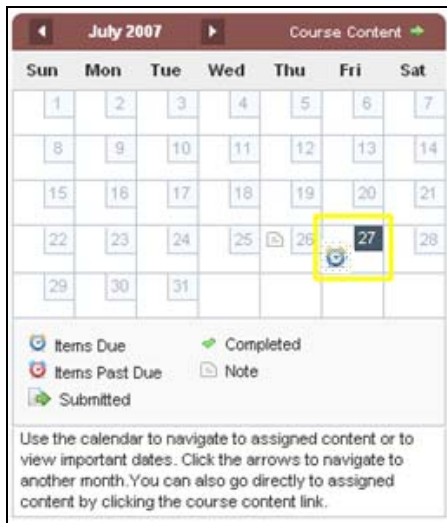 July 2007 Course Content
Sun Mon Tue Wed Thu Fri Sat
1 2 3 4 5 6 7
8 9 10 11 12 13 14
15 16 17 18 19 20 21
22 23 24 25 26 27 28
29 30 31
Items Due Completed
Items Past Due Note
Submitted
Use the calendar to navigate to assigned content or to
view important dates. Click the arrows to navigate to
another month.You can also go directly to assigned
content by clicking the course content link.